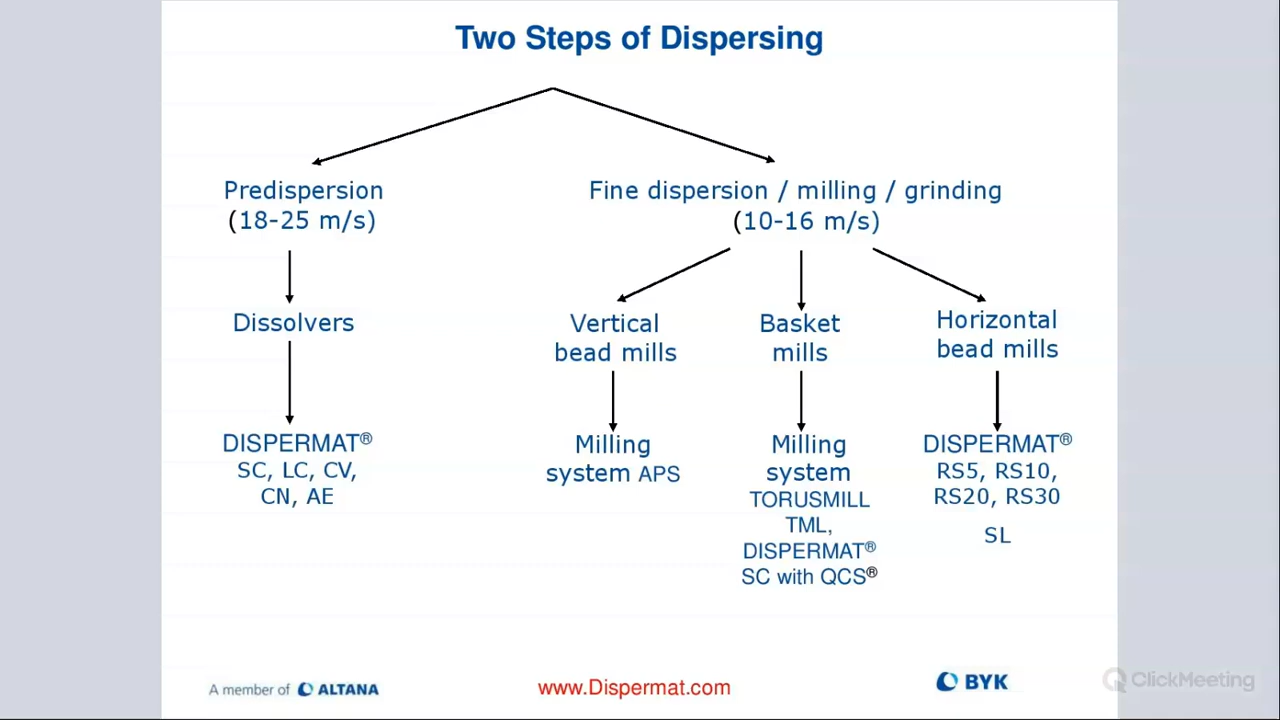 Two Steps of Dispersing
Predispersion
(18-25 m/s)
Fine dispersion / milling / grinding
(10-16 m/s)
Dissolvers
Vertical
bead mills
Basket
mills
Horizontal
bead mills
DISPERMAT®
SC, LC, CV,
CN, AE
Milling
system APS
Milling
system
TORUSMILL
TML,
DISPERMAT®
SC with QCS®
DISPERMAT®
RS5, RS10,
RS20, RS30
SL
A member of ALTANA
www.Dispermat.com
BYK
ClickMeeting